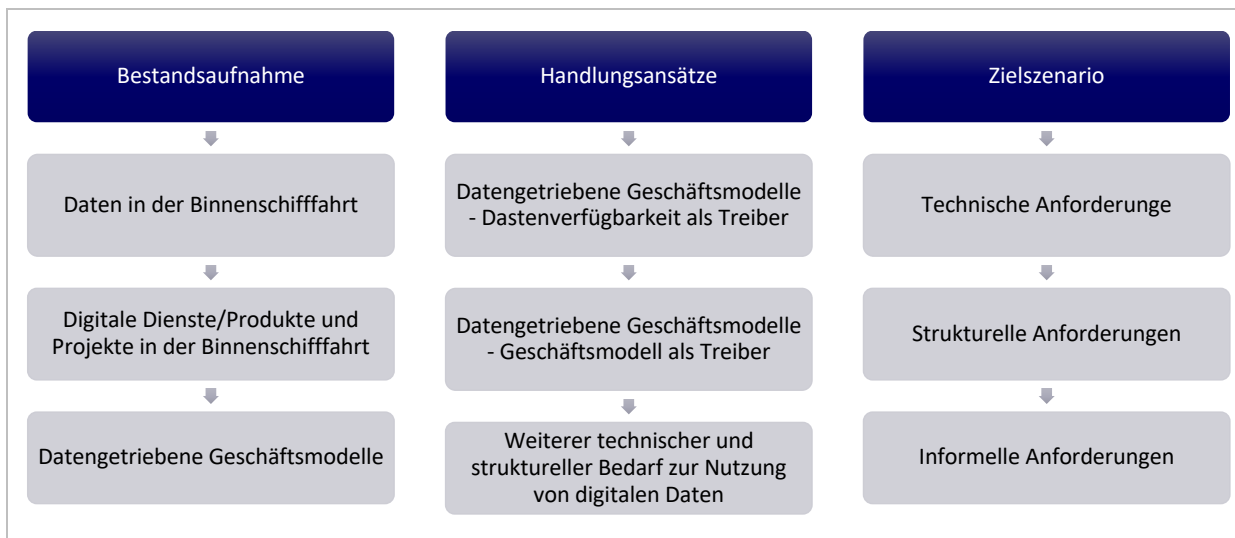 Bestandsaufnahme
Daten in der Binnenschifffahrt
Digitale Dienste/Produkte und
Projekte in der Binnenschifffahrt
Datengetriebene Geschäftsmodelle
Handlungsansätze
Datengetriebene Geschäftsmodelle
- Dastenverfügbarkeit als Treiber
Datengetriebene Geschäftsmodelle
- Geschäftsmodell als Treiber
Weiterer technischer und
struktureller Bedarf zur Nutzung
von digitalen Daten
Zielszenario
Technische Anforderunge
Strukturelle Anforderungen
Informelle Anforderungen